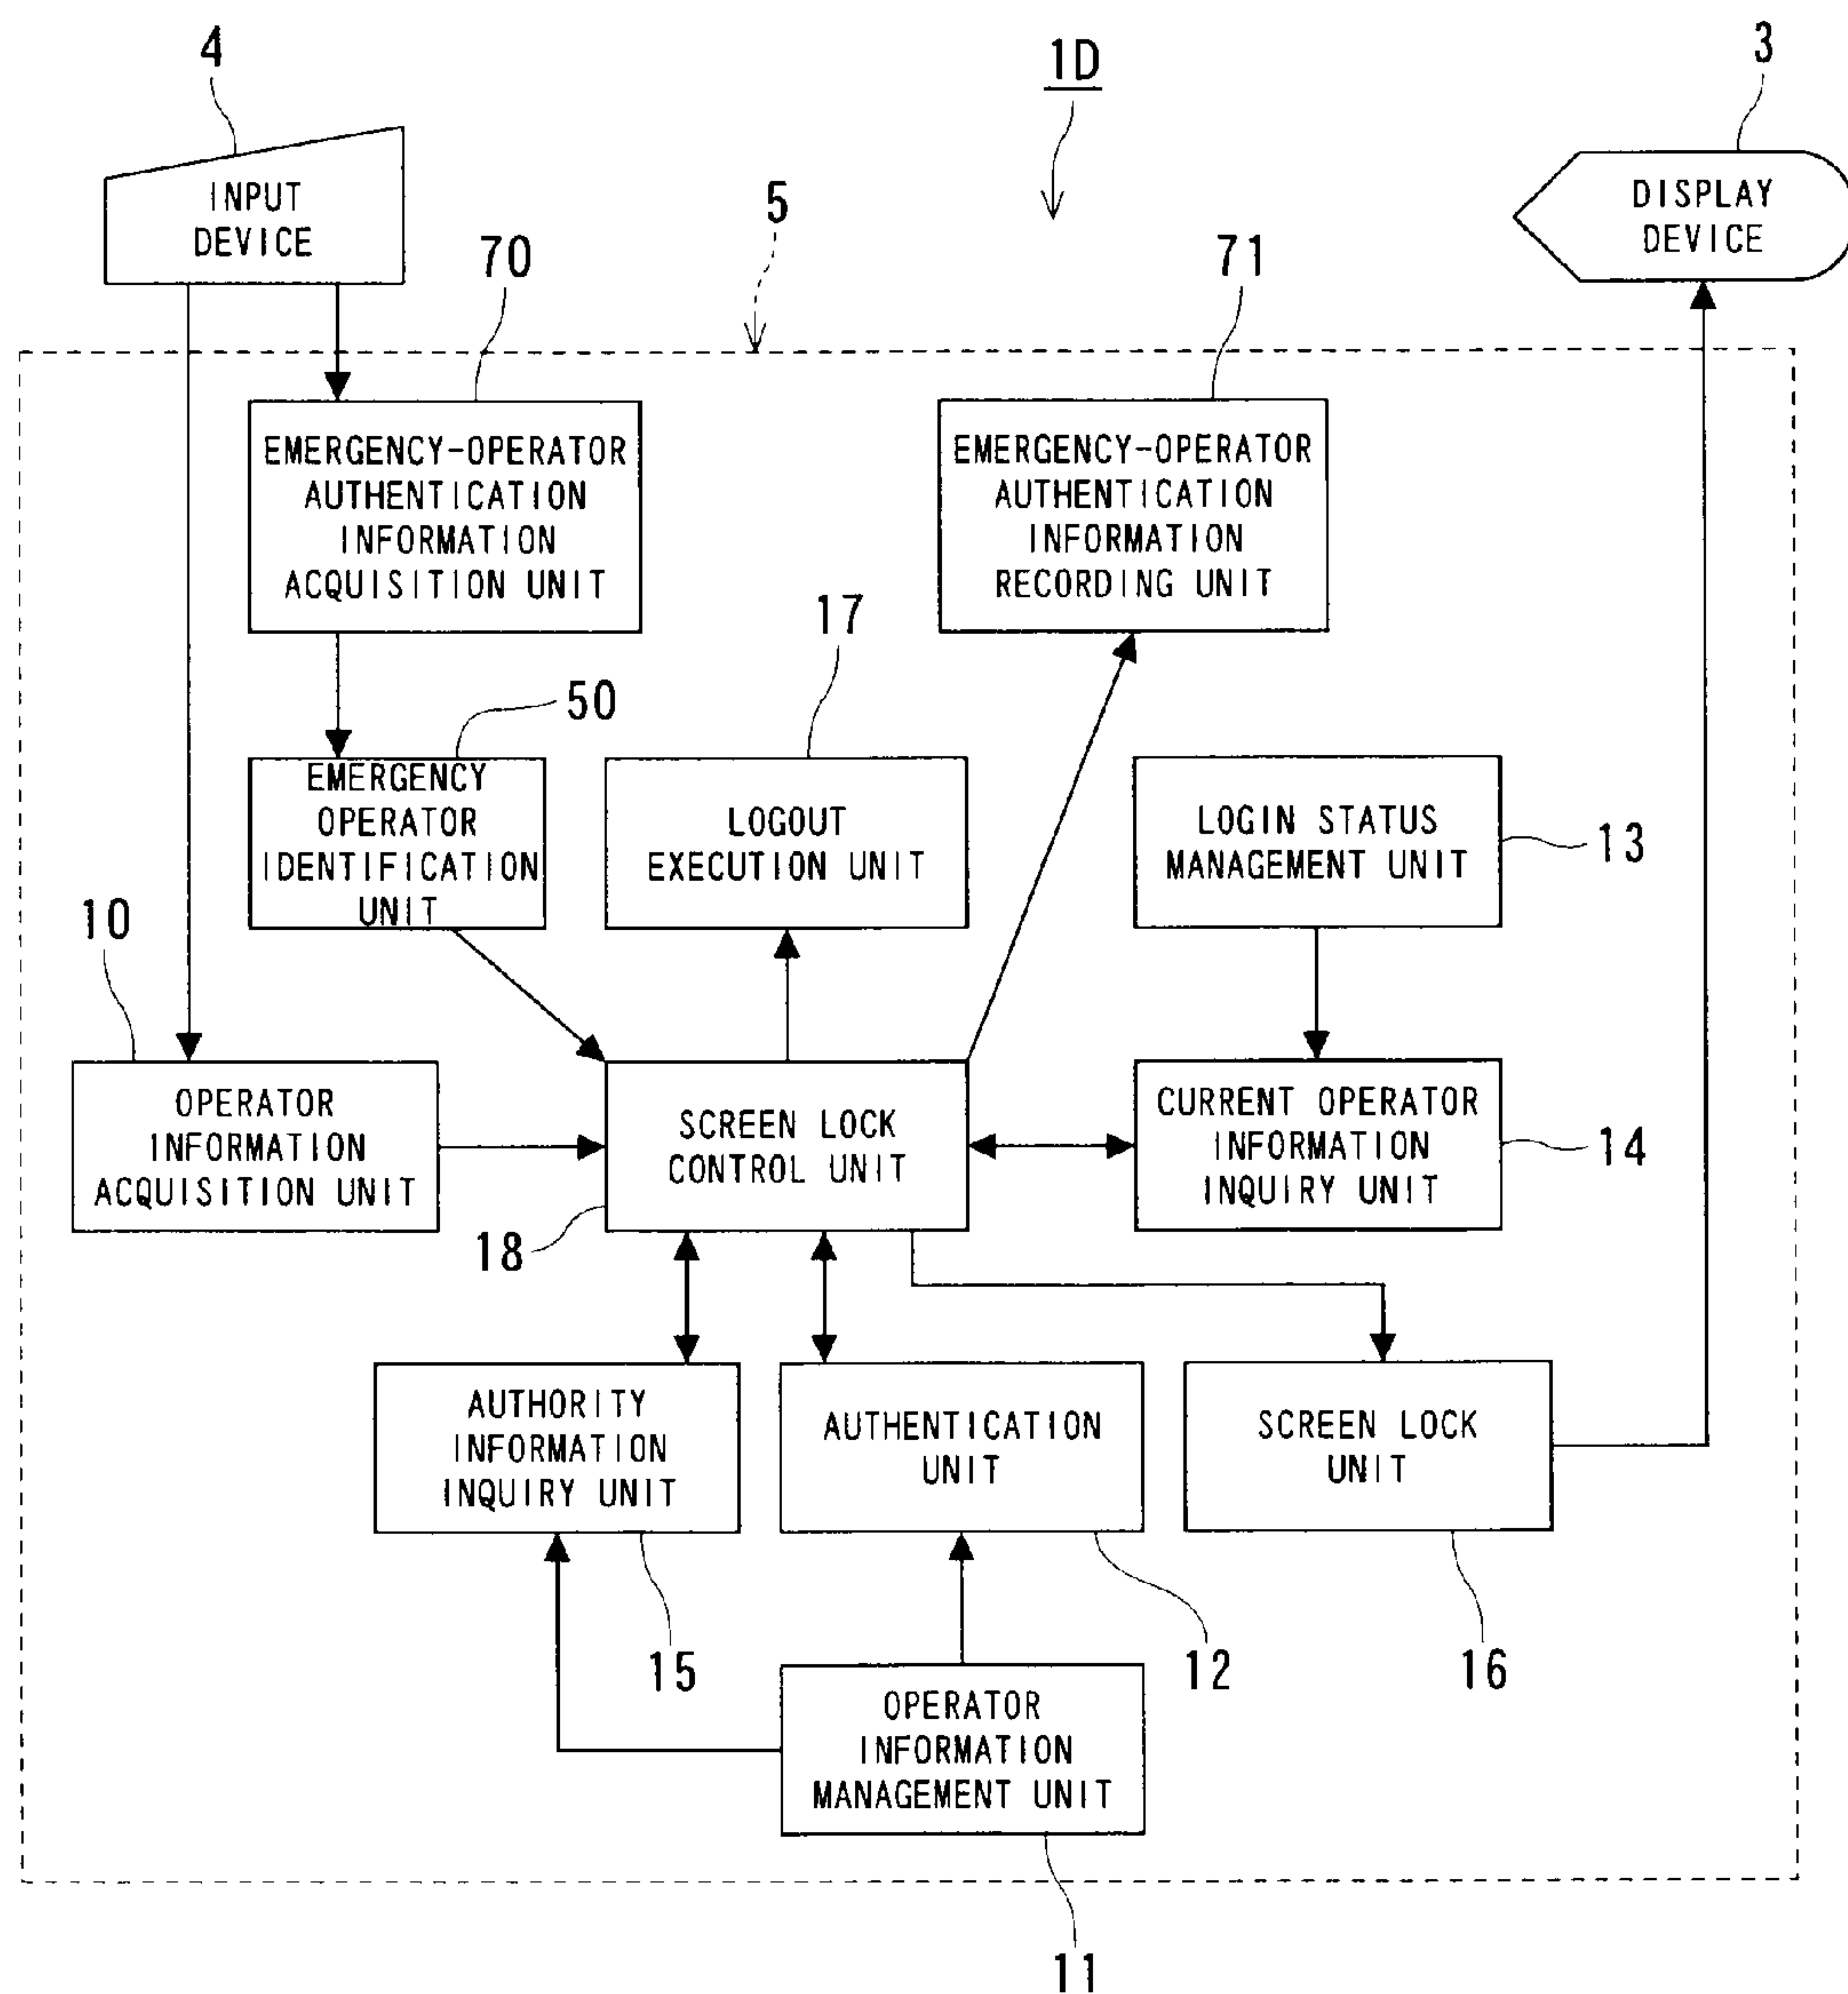 4
1D
3
INPUT
DEVICE
5
DISPLAY
DEVICE
70
71
EMERGENCY-OPERATOR
AUTHENTICATION
INFORMATION
ACQUISITION UNIT
EMERGENCY-OPERATOR
AUTHENTICATION
INFORMATION
RECORDING UNIT
50
17
EMERGENCY
OPERATOR
IDENTIFICATION
UNIT
LOGOUT
EXECUTION UNIT
LOGIN STATUS
MANAGEMENT UNIT
13
10
OPERATOR
INFORMATION
ACQUISITION UNIT
SCREEN LOCK
CONTROL UNIT
CURRENT OPERATOR
INFORMATION
INQUIRY UNIT
14
18
AUTHORITY
INFORMATION
INQUIRY UNIT
AUTHENTICATION
UNIT
SCREEN LOCK
UNIT
15
12
16
OPERATOR
INFORMATION
MANAGEMENT UNIT
11